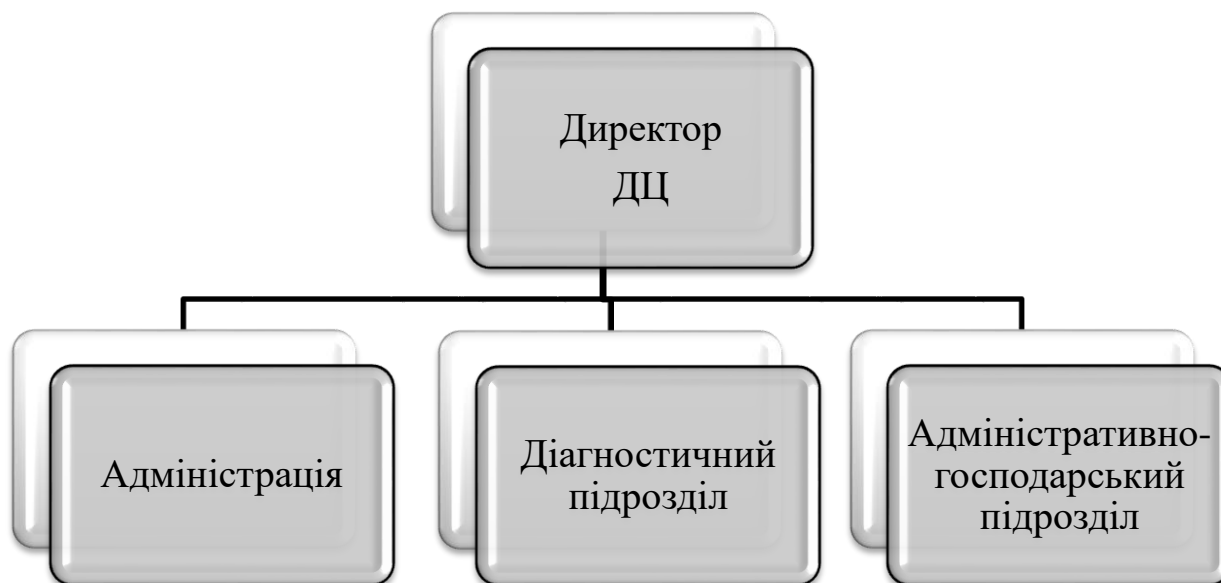 Директор
ДЦ
Адміністрація
Діагностичний
підрозділ
Адміністративно-
господарський
підрозділ